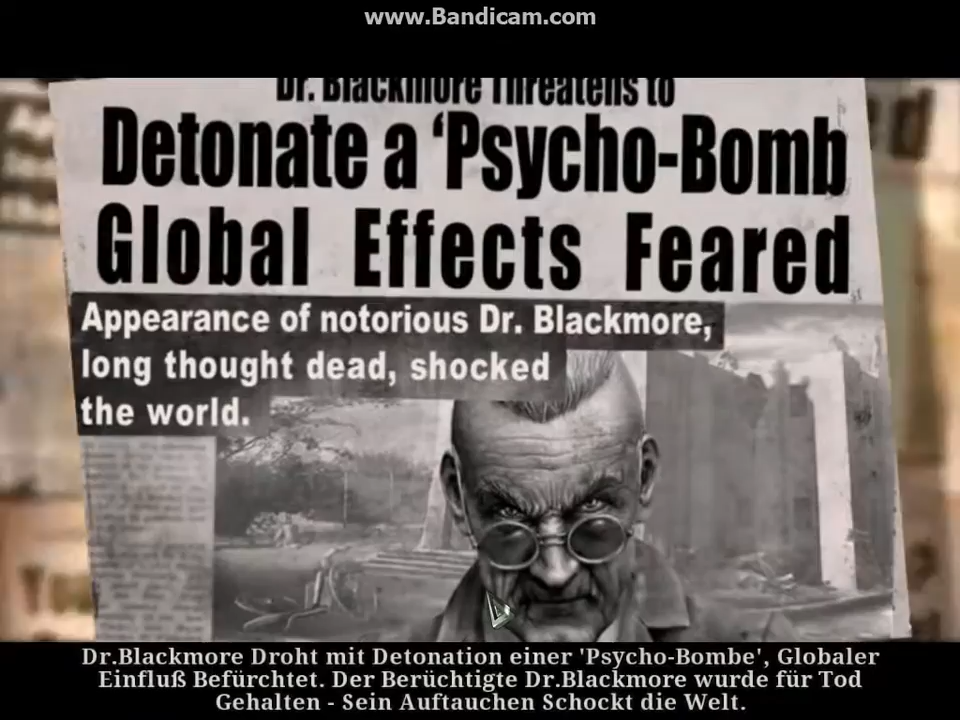 www.Bandicam.com
Dr. Blackmore Threatens to
Detonate a ‘Psycho-Bomb
Global Effects Feared
Appearance of notorious Dr. Blackmore,
long thought dead, shocked
the world.
Dr.Blackmore Droht mit Detonation einer 'Psycho-Bombe', Globaler
Einfluß Befürchtet. Der Berüchtigte Dr.Blackmore wurde für Tod
Gehalten - Sein Auftauchen Schockt die Welt.